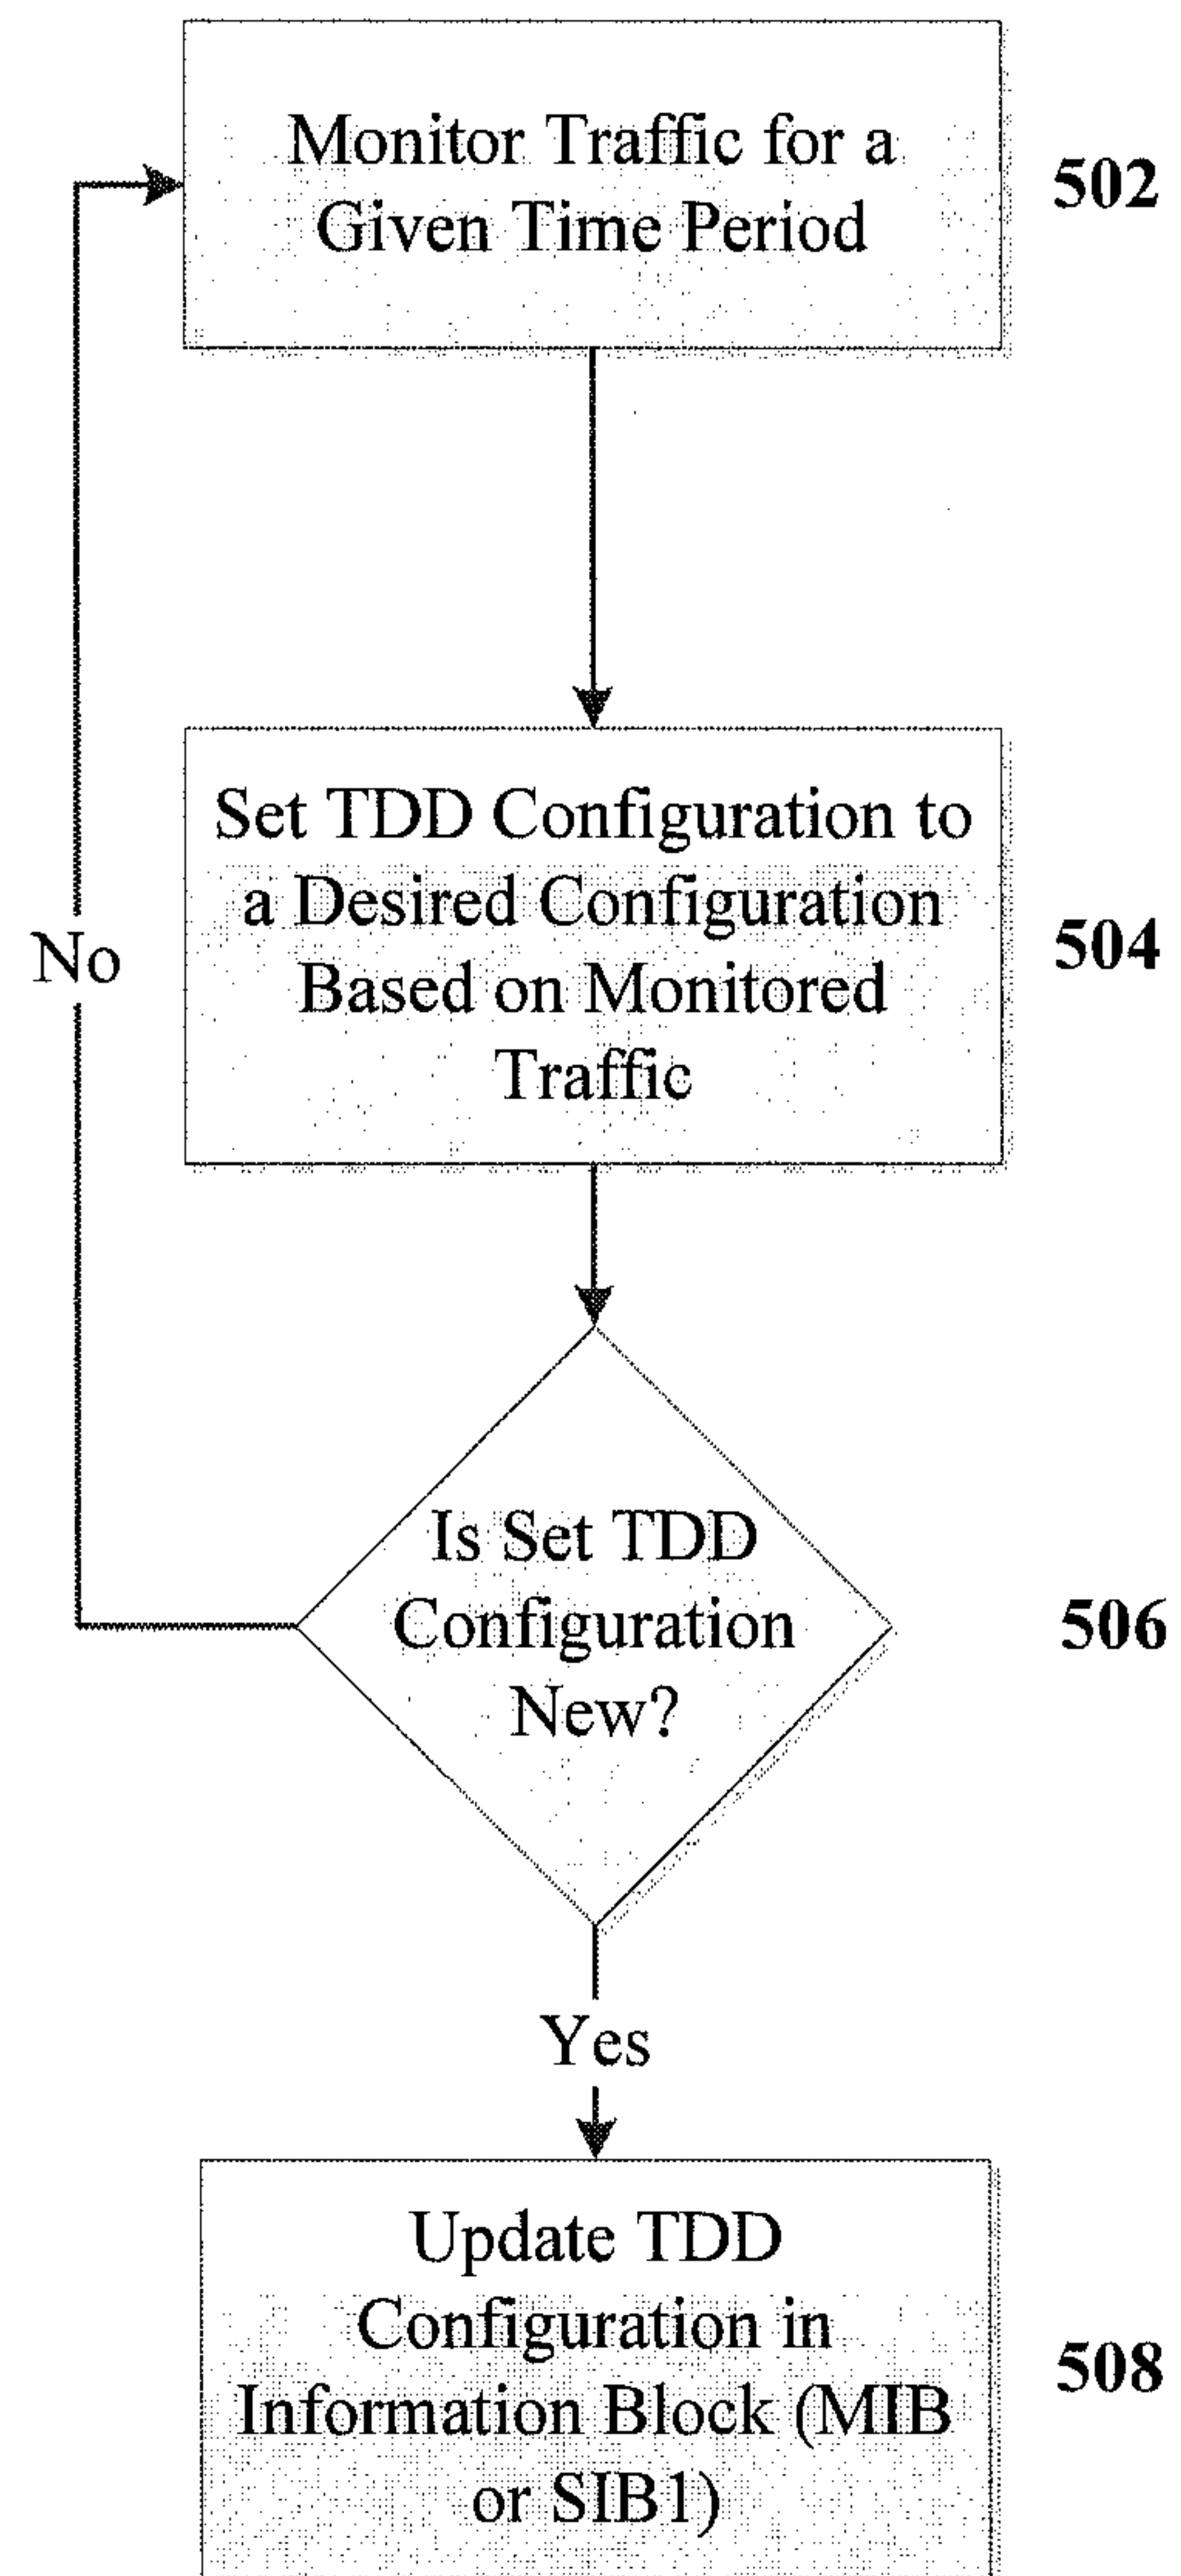 Monitor Traffic for a
Given Time Period
502
Set TDD Configuration to
a Desired Configuration
Based on Monitored
Traffic
504
No
Is Set TDD
Configuration
New?
506
Yes
Update TDD
Configuration in
Information Block (MIB
or SIB1)
508